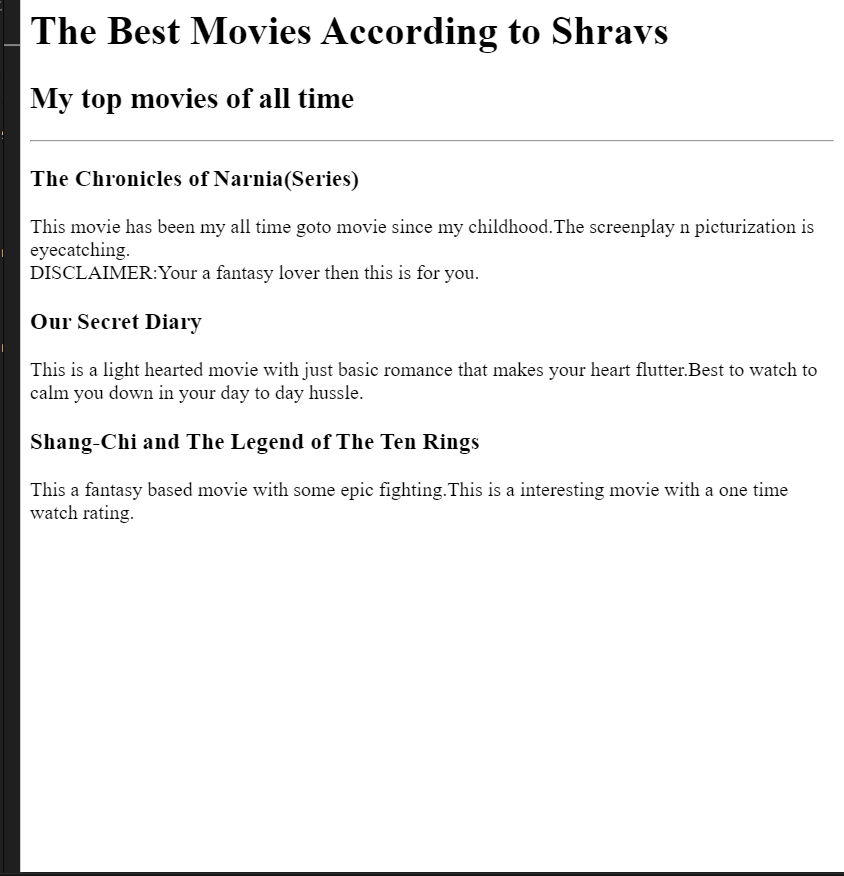 The Best Movies According to Shravs
My top movies of all time
The Chronicles of Narnia(Series)
This movie has been my all time goto movie since my childhood.The screenplay n picturization is
eyecatching.
DISCLAIMER:Your a fantasy lover then this is for you.
Our Secret Diary
This is a light hearted movie with just basic romance that makes your heart flutter.Best to watch to
calm you down in your day to day hussle.
Shang-Chi and The Legend of The Ten Rings
This a fantasy based movie with some epic fighting.This is a interesting movie with a one time
watch rating.